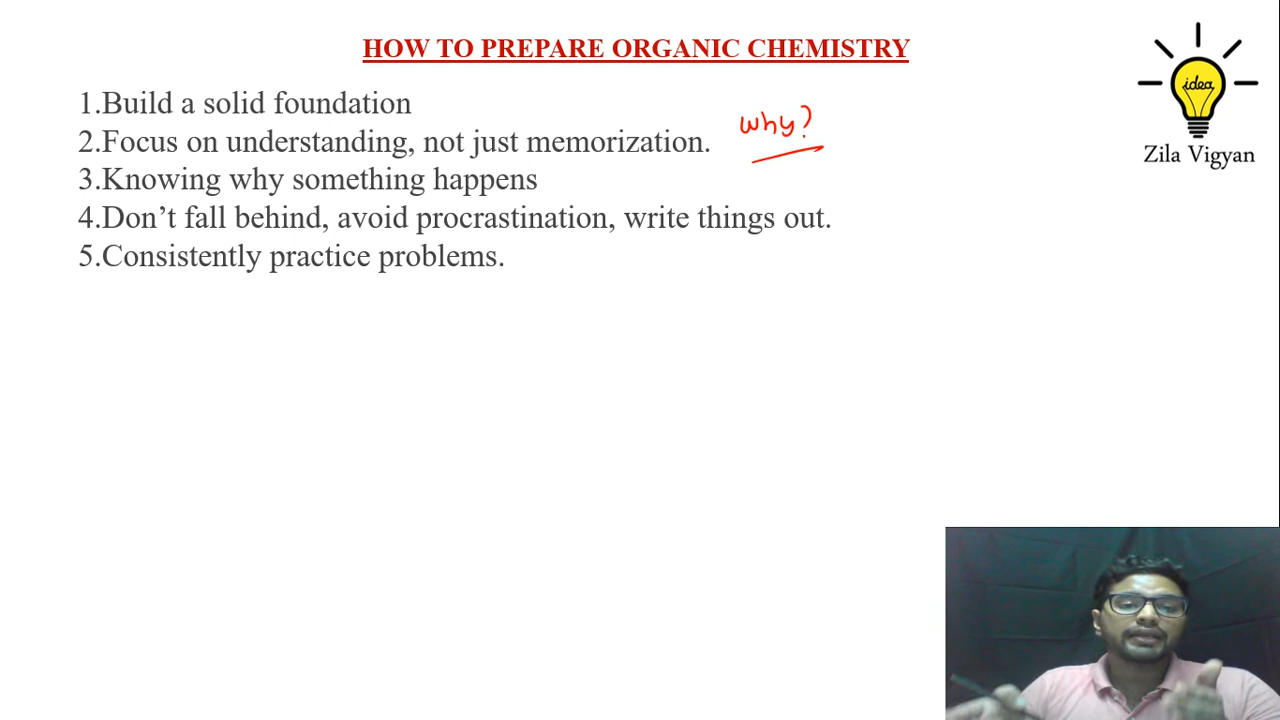 HOW TO PREPARE ORGANIC CHEMISTRY
1.Build a solid foundation
2.Focus on understanding, not just memorization.
why?
3.Knowing why something happens
4.Don’t fall behind, avoid procrastination, write things out.
5.Consistently practice problems.
idea
Zila Vigyan